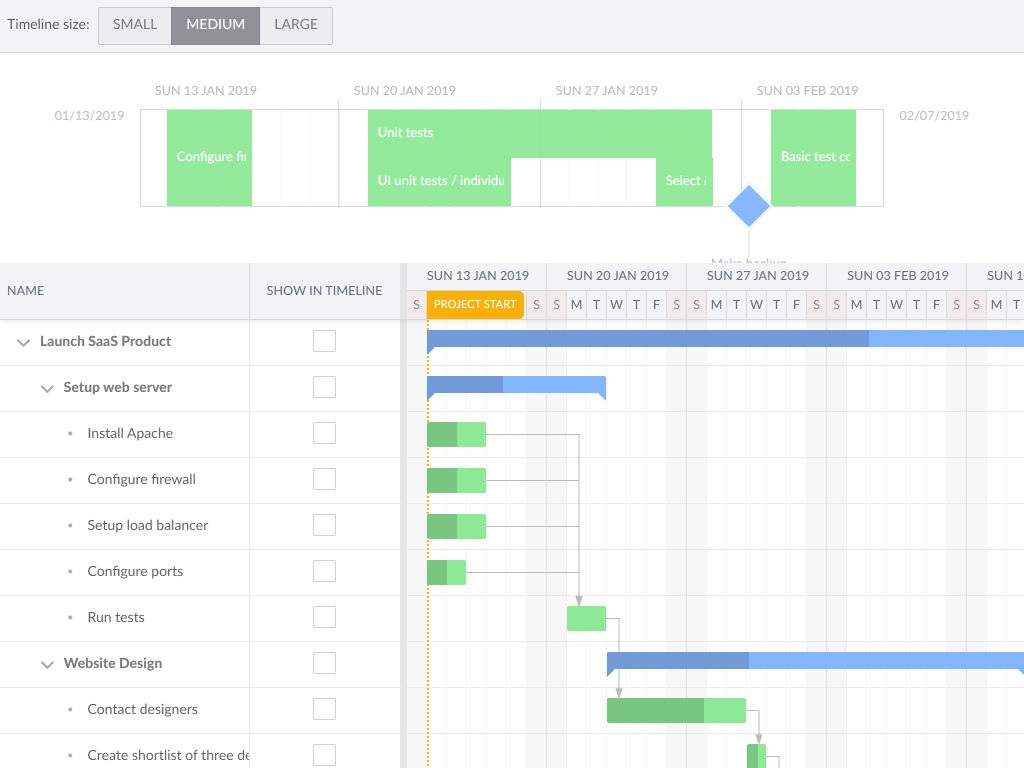 Timeline size: SMALL MEDIUM LARGE
SUN 13 JAN 2019 SUN 20 JAN 2019 SUN 27 JAN 2019 SUN 03 FEB 2019
01/13/2019 02/07/2019
Unit tests
Configure fi Basic test co
UI unit tests / individu Select
Make backup
SUN 13 JAN 2019 SUN 20 JAN 2019 SUN 27 JAN 2019 SUN 03 FEB 2019 SUN 1
NAME SHOW IN TIMELINE
S PROJECT START S S M T W T F S S M T W T F S S M T W T F S S M T
Launch SaaS Product
Setup web server
Install Apache
Configure firewall
Setup load balancer
Configure ports
Run tests
Website Design
Contact designers
Create shortlist of three de